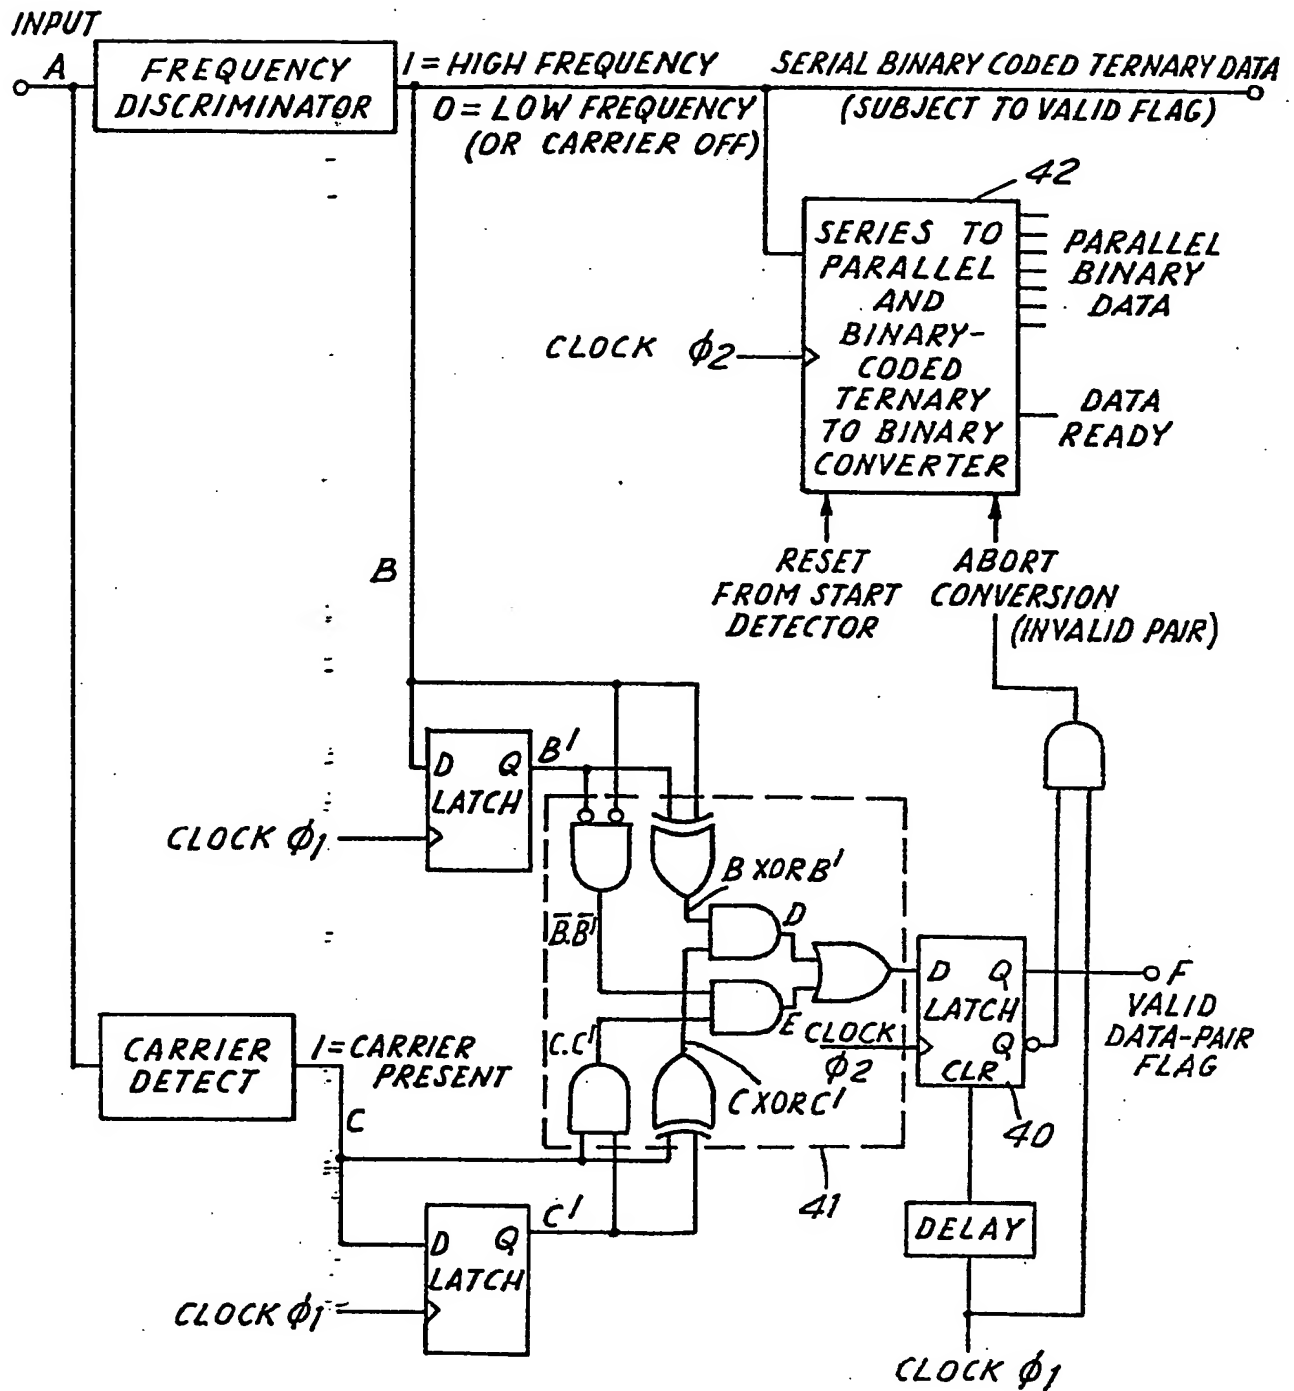 INPUT
A
FREQUENCY
DISCRIMINATOR
1 = HIGH FREQUENCY
0 = LOW FREQUENCY
(OR CARRIER OFF)
SERIAL BINARY CODED TERNARY DATA
(SUBJECT TO VALID FLAG)
42
SERIES TO
PARALLEL
AND
BINARY-
CODED
TERNARY
TO BINARY
CONVERTER
PARALLEL
BINARY
DATA
CLOCK ϕ2
DATA
READY
RESET
FROM START
DETECTOR
ABORT
CONVERSION
(INVALID PAIR)
B
D Q
LATCH
B'
CLOCK ϕ1
B XOR B'
B̅.B̅'
D
E
C.C'
C XOR C'
CLOCK
ϕ2
D Q
LATCH
Q
CLR
40
F
VALID
DATA-PAIR
FLAG
CARRIER
DETECT
1 = CARRIER
PRESENT
C
41
D Q
LATCH
C'
CLOCK ϕ1
DELAY
CLOCK ϕ1